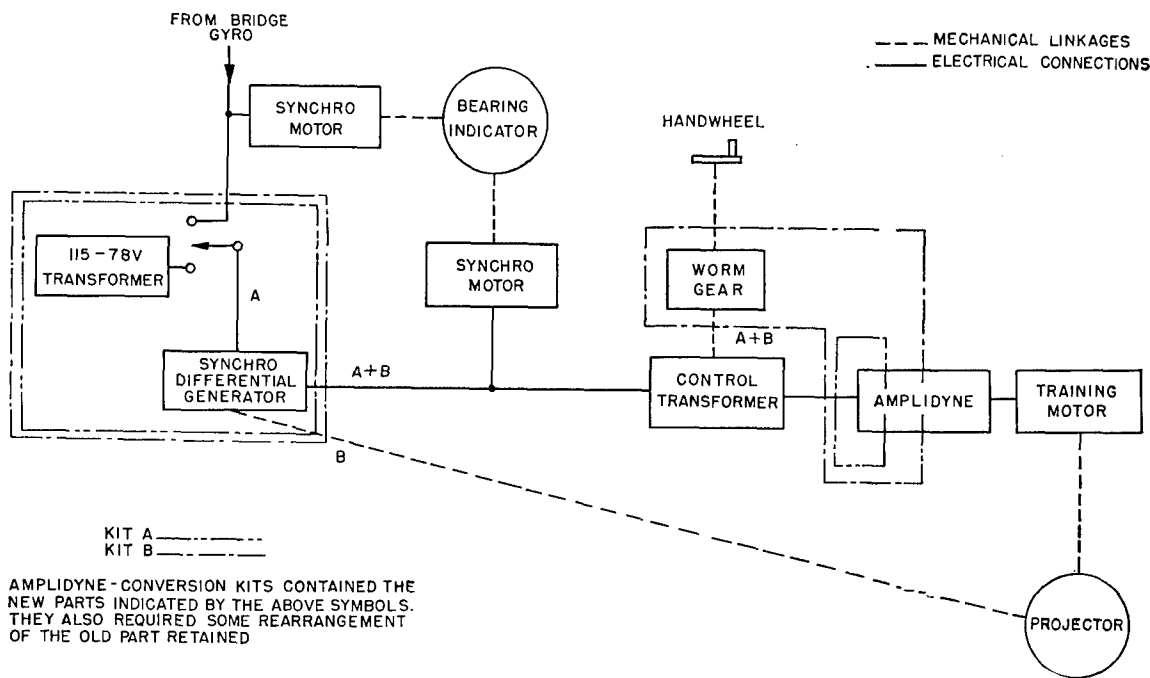 FROM BRIDGE
GYRO
MECHANICAL LINKAGES
ELECTRICAL CONNECTIONS
SYNCHRO
MOTOR
BEARING
INDICATOR
HANDWHEEL
115-78V
TRANSFORMER
A
SYNCHRO
MOTOR
WORM
GEAR
A+B
SYNCHRO
DIFFERENTIAL
GENERATOR
A+B
CONTROL
TRANSFORMER
AMPLIDYNE
TRAINING
MOTOR
B
KIT A
KIT B
AMPLIDYNE-CONVERSION KITS CONTAINED THE
NEW PARTS INDICATED BY THE ABOVE SYMBOLS.
THEY ALSO REQUIRED SOME REARRANGEMENT
OF THE OLD PART RETAINED
PROJECTOR